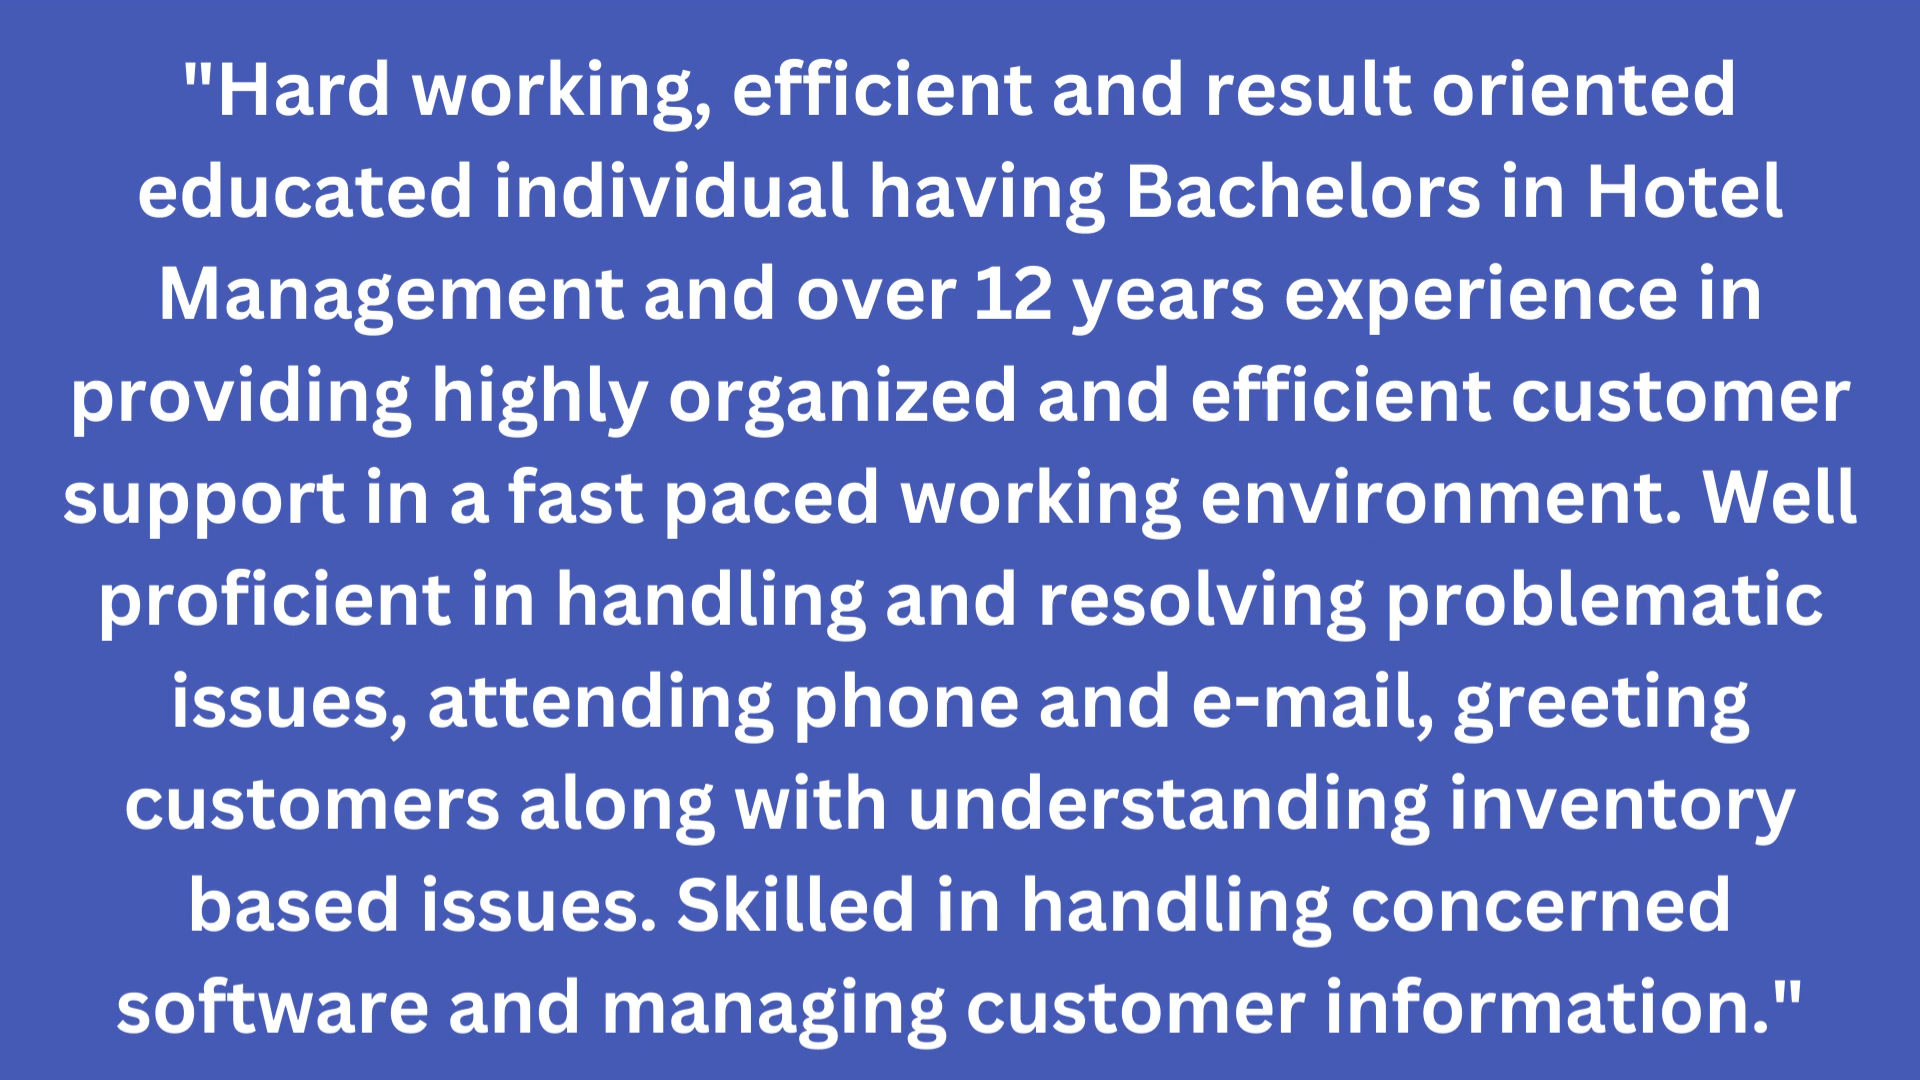 "Hard working, efficient and result oriented
educated individual having Bachelors in Hotel
Management and over 12 years experience in
providing highly organized and efficient customer
support in a fast paced working environment. Well
proficient in handling and resolving problematic
issues, attending phone and e-mail, greeting
customers along with understanding inventory
based issues. Skilled in handling concerned
software and managing customer information."